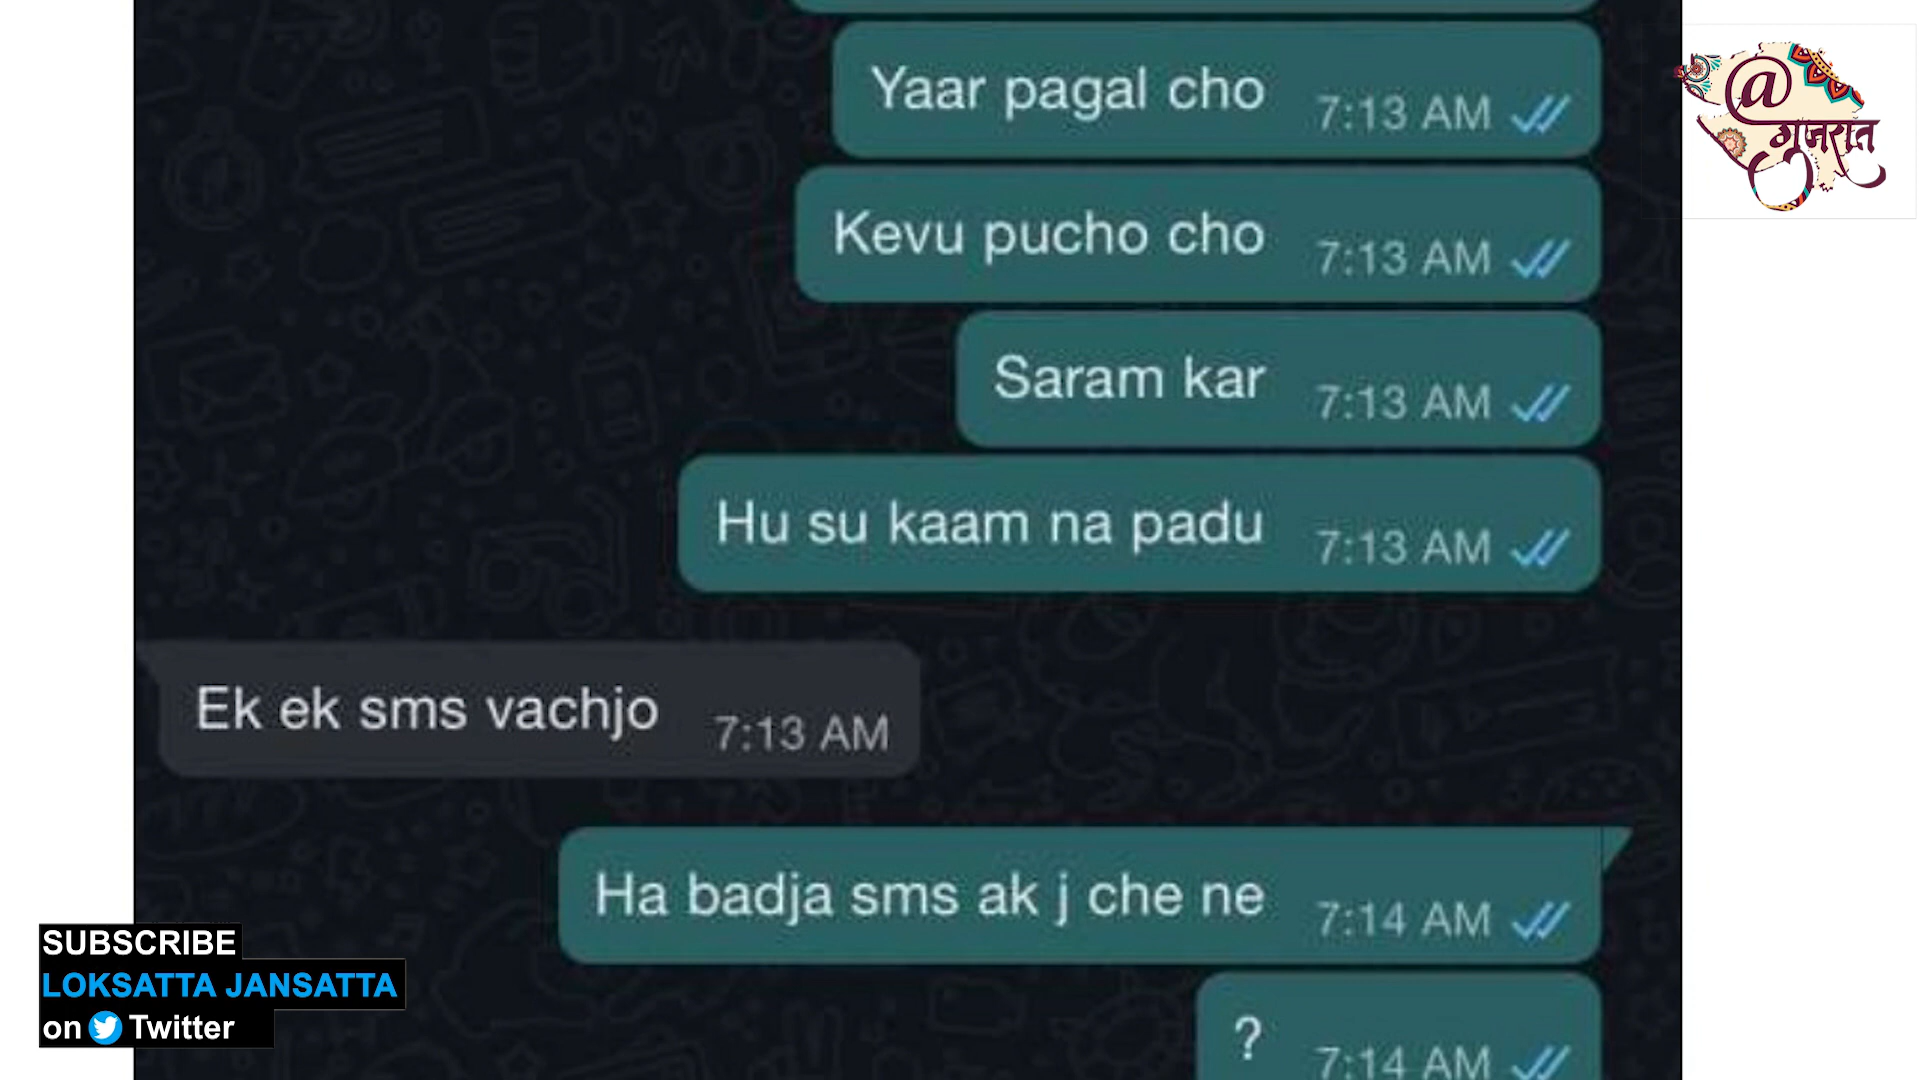 Yaar pagal cho 7:13 AM
@
गुजरात
Kevu pucho cho 7:13 AM
Saram kar 7:13 AM
Hu su kaam na padu 7:13 AM
Ek ek sms vachjo 7:13 AM
Ha badja sms ak j che ne 7:14 AM
? 7:14 AM
SUBSCRIBE
LOKSATTA JANSATTA
on Twitter